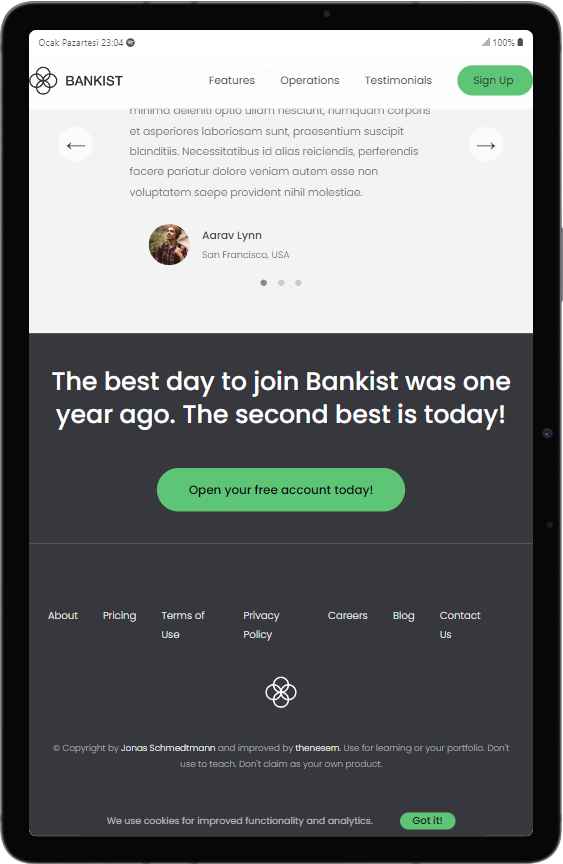 Ocak Pazartesi 23:04
100%
BANKIST
Features
Operations
Testimonials
Sign Up
minima deleniti optio ullam nesciunt, numquam corporis
et asperiores laboriosam sunt, praesentium suscipit
blanditiis. Necessitatibus id alias reiciendis, perferendis
facere pariatur dolore veniam autem esse non
voluptatem saepe provident nihil molestiae.
←
→
Aarav Lynn
San Francisco, USA
The best day to join Bankist was one
year ago. The second best is today!
Open your free account today!
About
Pricing
Terms of
Use
Privacy
Policy
Careers
Blog
Contact
Us
© Copyright by Jonas Schmedtmann and improved by thenesern. Use for learning or your portfolio. Don't
use to teach. Don't claim as your own product.
We use cookies for improved functionality and analytics.
Got it!